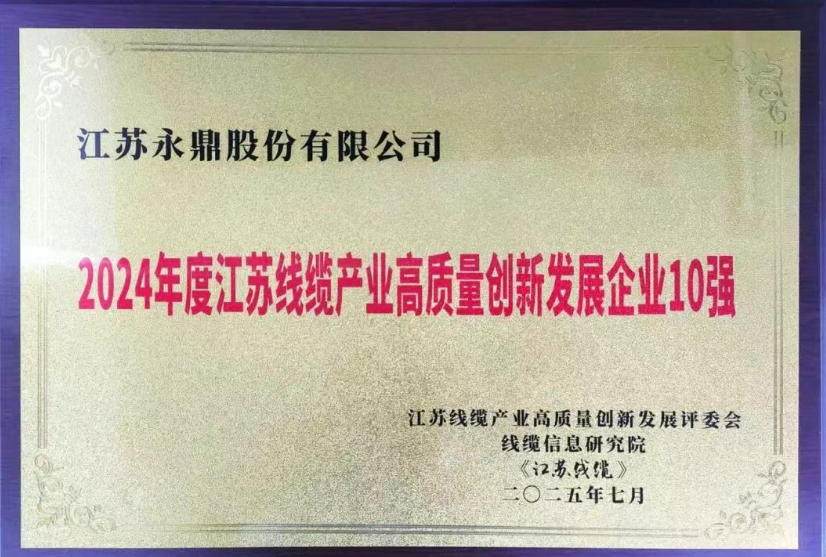 江苏永鼎股份有限公司
2024年度江苏线缆产业高质量创新发展企业10强
江苏线缆产业高质量创新发展评委会
线缆信息研究院
《江苏线缆》
二〇二五年七月